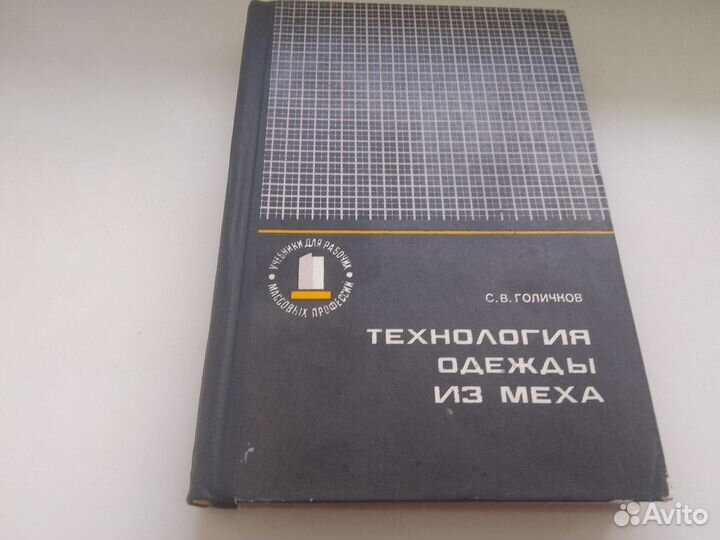 УЧЕБНИКИ ДЛЯ РАБОЧИХ
МАССОВЫХ ПРОФЕССИЙ
С. В. ГОЛИЧКОВ
ТЕХНОЛОГИЯ
ОДЕЖДЫ
ИЗ МЕХА
Avito